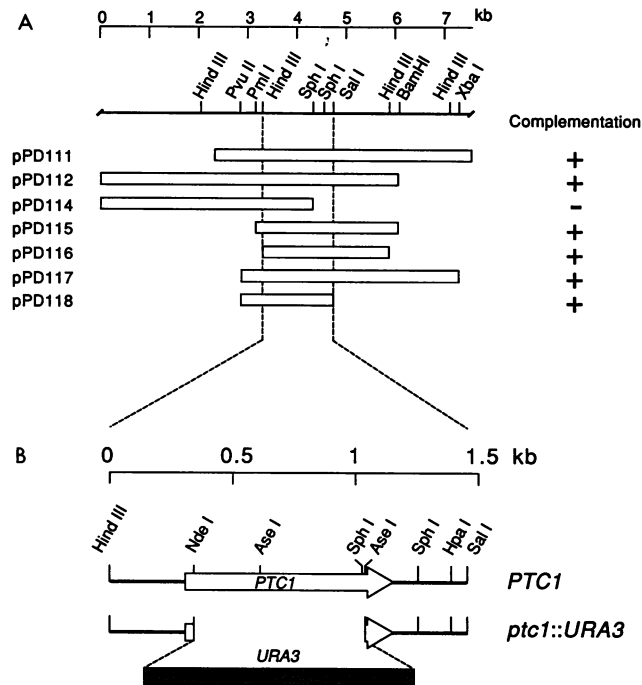 A
0 1 2 3 4 5 6 7 kb
Hind III Pvu II Pml I Hind III Sph I Sph I Sal I Hind III BamHI Hind III Xba I
Complementation
pPD111 +
pPD112 +
pPD114 -
pPD115 +
pPD116 +
pPD117 +
pPD118 +
B
0 0.5 1 1.5 kb
Hind III Nde I Ase I Sph I Ase I Sph I Hpa I Sal I
PTC1 PTC1
ptc1::URA3
URA3